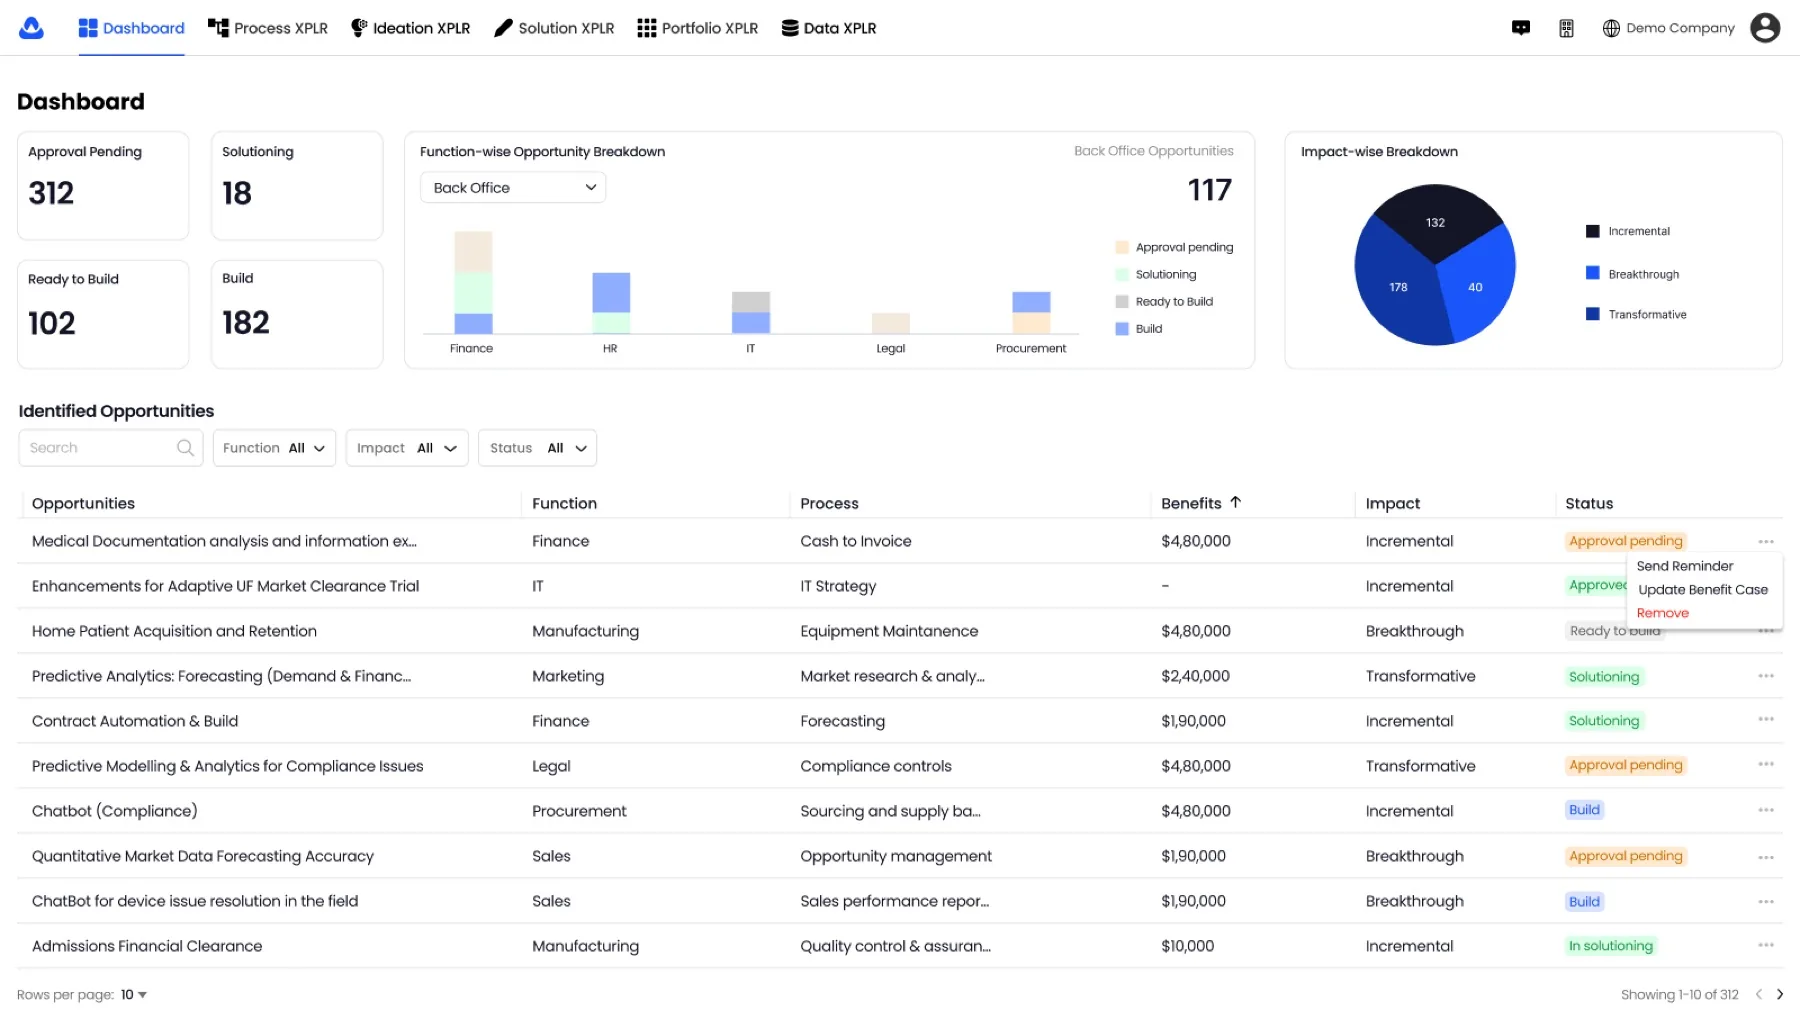 Dashboard Process XPLR Ideation XPLR Solution XPLR Portfolio XPLR Data XPLR Demo Company
Dashboard
Approval Pending
312
Solutioning
18
Ready to Build
102
Build
182
Function-wise Opportunity Breakdown
Back Office Opportunities
Back Office
117
Approval pending
Solutioning
Ready to Build
Build
Finance HR IT Legal Procurement
Impact-wise Breakdown
132
178
40
Incremental
Breakthrough
Transformative
Identified Opportunities
Search Function All Impact All Status All
Opportunities Function Process Benefits ↑ Impact Status
Medical Documentation analysis and information ex... Finance Cash to Invoice $4,80,000 Incremental Approval pending ...
Send Reminder
Update Benefit Case
Remove
Enhancements for Adaptive UF Market Clearance Trial IT IT Strategy - Incremental Approved
Home Patient Acquisition and Retention Manufacturing Equipment Maintanence $4,80,000 Breakthrough Ready to build ...
Predictive Analytics: Forecasting (Demand & Financ... Marketing Market research & analy... $2,40,000 Transformative Solutioning ...
Contract Automation & Build Finance Forecasting $1,90,000 Incremental Solutioning ...
Predictive Modelling & Analytics for Compliance Issues Legal Compliance controls $4,80,000 Transformative Approval pending ...
Chatbot (Compliance) Procurement Sourcing and supply ba... $4,80,000 Incremental Build ...
Quantitative Market Data Forecasting Accuracy Sales Opportunity management $1,90,000 Breakthrough Approval pending ...
ChatBot for device issue resolution in the field Sales Sales performance repor... $1,90,000 Breakthrough Build ...
Admissions Financial Clearance Manufacturing Quality control & assuran... $10,000 Incremental In solutioning ...
Rows per page: 10 Showing 1-10 of 312 < >